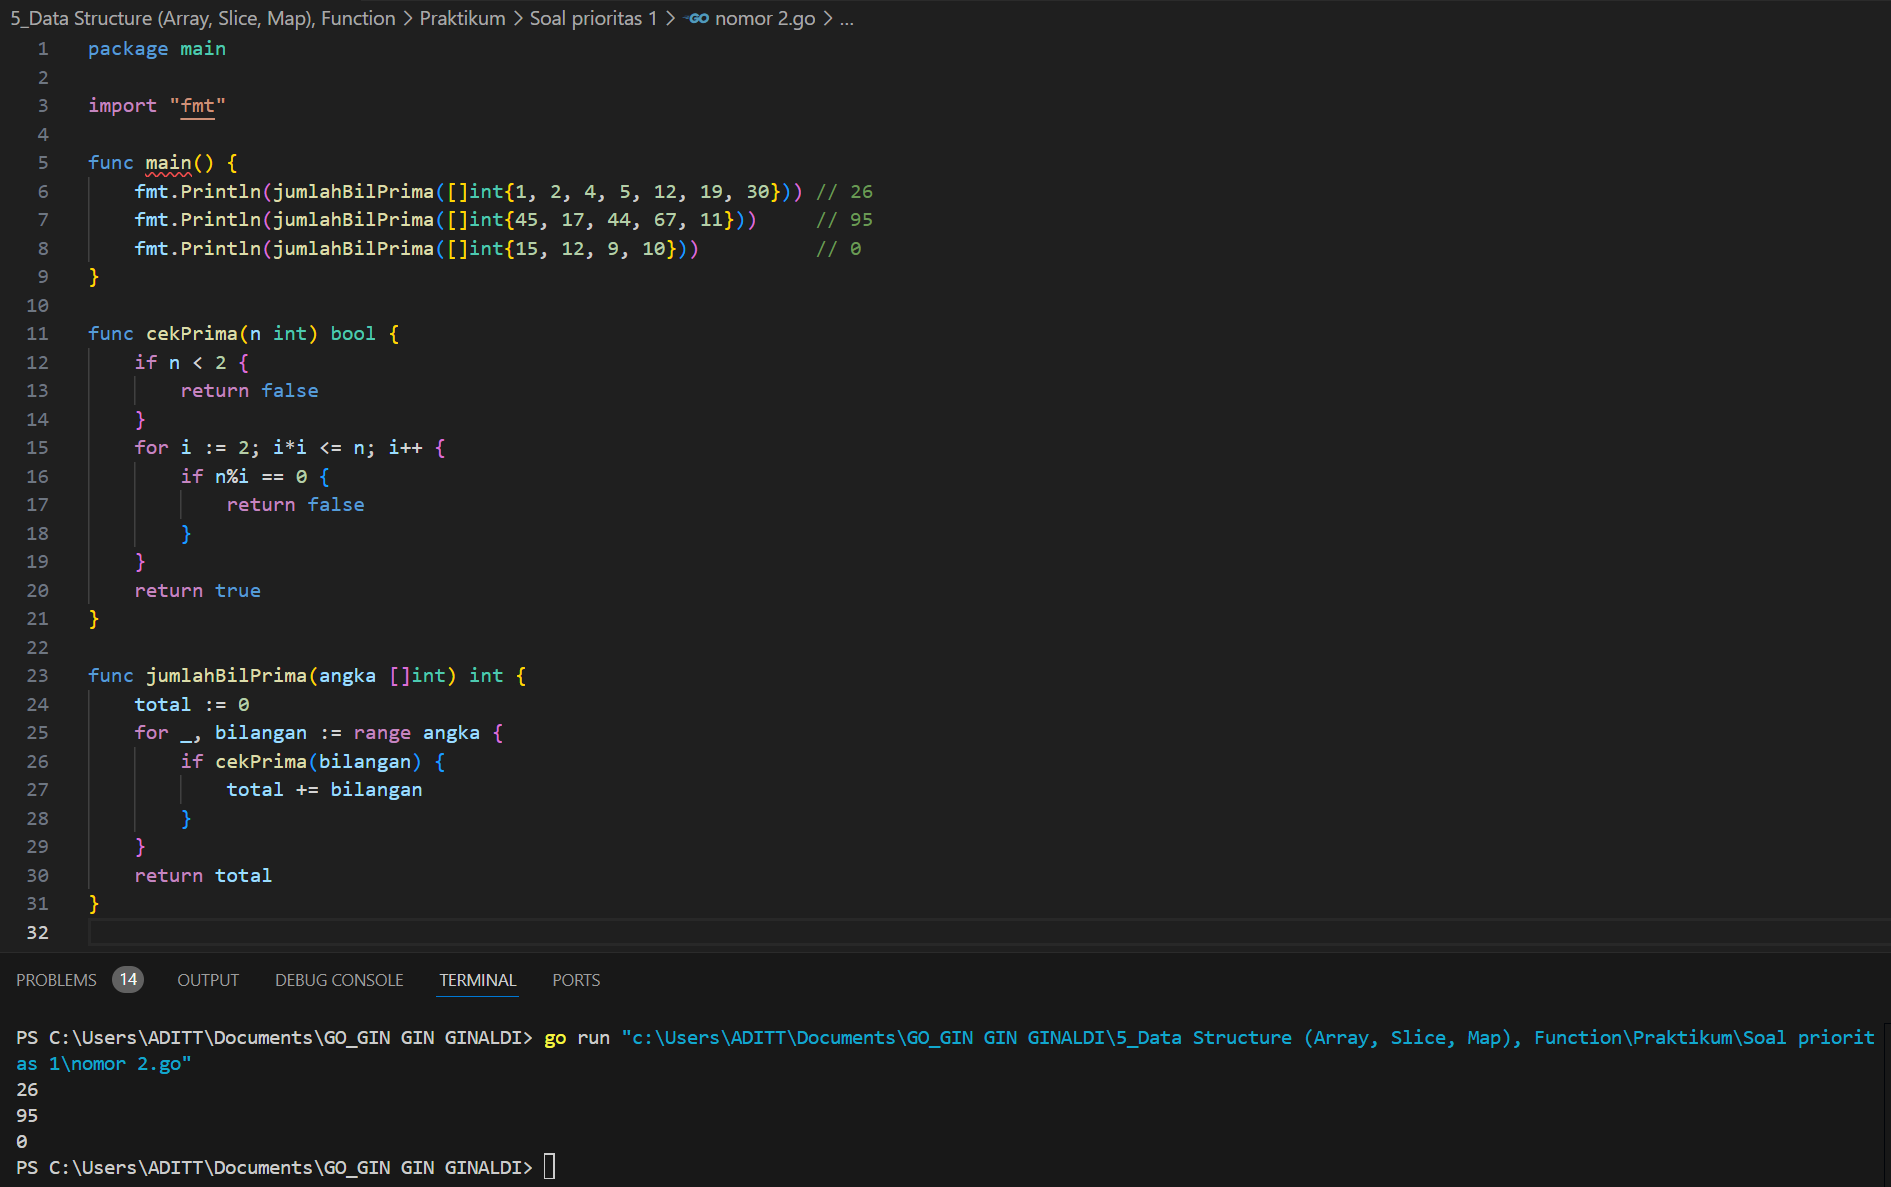 5_Data Structure (Array, Slice, Map), Function > Praktikum > Soal prioritas 1 > GO nomor 2.go > ...
1 package main
2
3 import "fmt"
4
5 func main() {
6     fmt.Println(jumlahBilPrima([]int{1, 2, 4, 5, 12, 19, 30})) // 26
7     fmt.Println(jumlahBilPrima([]int{45, 17, 44, 67, 11}))     // 95
8     fmt.Println(jumlahBilPrima([]int{15, 12, 9, 10}))          // 0
9 }
10
11 func cekPrima(n int) bool {
12     if n < 2 {
13         return false
14     }
15     for i := 2; i*i <= n; i++ {
16         if n%i == 0 {
17             return false
18         }
19     }
20     return true
21 }
22
23 func jumlahBilPrima(angka []int) int {
24     total := 0
25     for _, bilangan := range angka {
26         if cekPrima(bilangan) {
27             total += bilangan
28         }
29     }
30     return total
31 }
32
PROBLEMS 14 OUTPUT DEBUG CONSOLE TERMINAL PORTS
PS C:\Users\ADITT\Documents\GO_GIN GIN GINALDI> go run "c:\Users\ADITT\Documents\GO_GIN GIN GINALDI\5_Data Structure (Array, Slice, Map), Function\Praktikum\Soal priorit
as 1\nomor 2.go"
26
95
0
PS C:\Users\ADITT\Documents\GO_GIN GIN GINALDI>